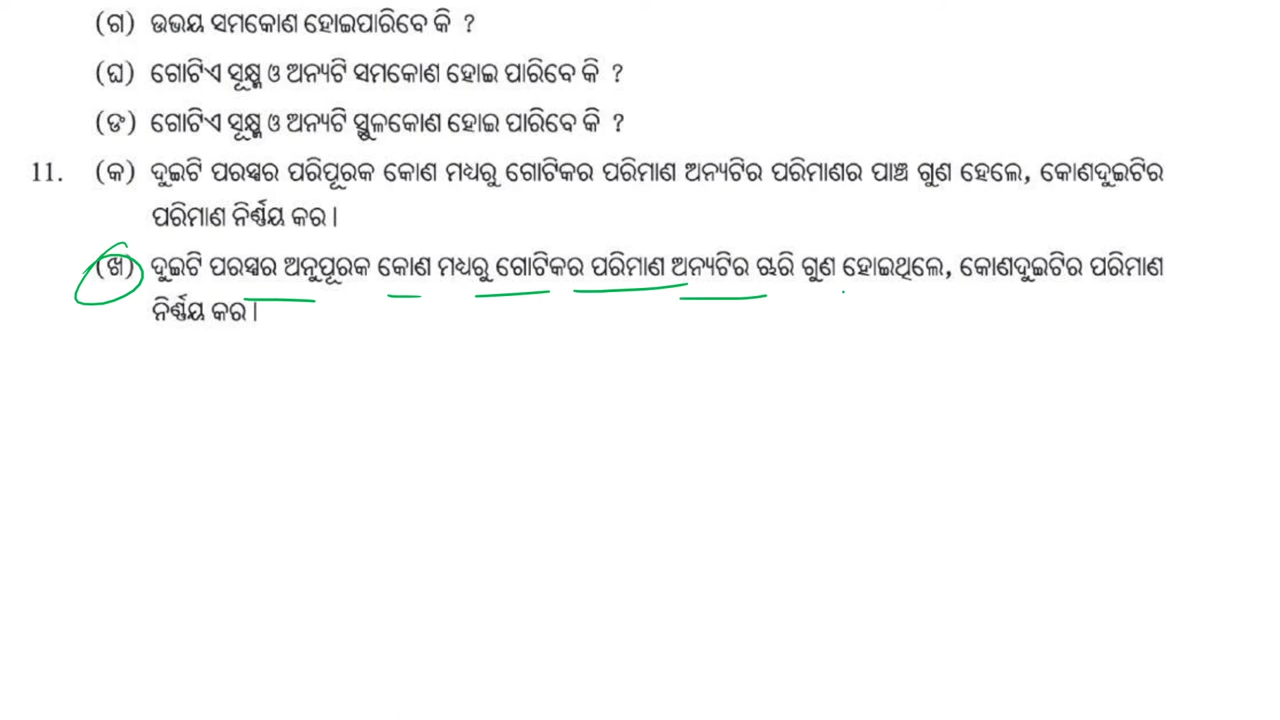 (ଗ) ଉଭୟ ସମକୋଣ ହୋଇପାରିବେ କି ?
(ଘ) ଗୋଟିଏ ସୂକ୍ଷ୍ମ ଓ ଅନ୍ୟଟି ସମକୋଣ ହୋଇ ପାରିବେ କି ?
(ଙ) ଗୋଟିଏ ସୂକ୍ଷ୍ମ ଓ ଅନ୍ୟଟି ସ୍ଥୂଳକୋଣ ହୋଇ ପାରିବେ କି ?
11. (କ) ଦୁଇଟି ପରସ୍ପର ପରିପୂରକ କୋଣ ମଧ୍ୟରୁ ଗୋଟିକର ପରିମାଣ ଅନ୍ୟଟିର ପରିମାଣର ପାଞ୍ଚ ଗୁଣ ହେଲେ, କୋଣଦୁଇଟିର
ପରିମାଣ ନିର୍ଣ୍ଣୟ କର।
(ଖ) ଦୁଇଟି ପରସ୍ପର ଅନୁପୂରକ କୋଣ ମଧ୍ୟରୁ ଗୋଟିକର ପରିମାଣ ଅନ୍ୟଟିର ଋରି ଗୁଣ ହୋଇଥିଲେ, କୋଣଦୁଇଟିର ପରିମାଣ
ନିର୍ଣ୍ଣୟ କର।